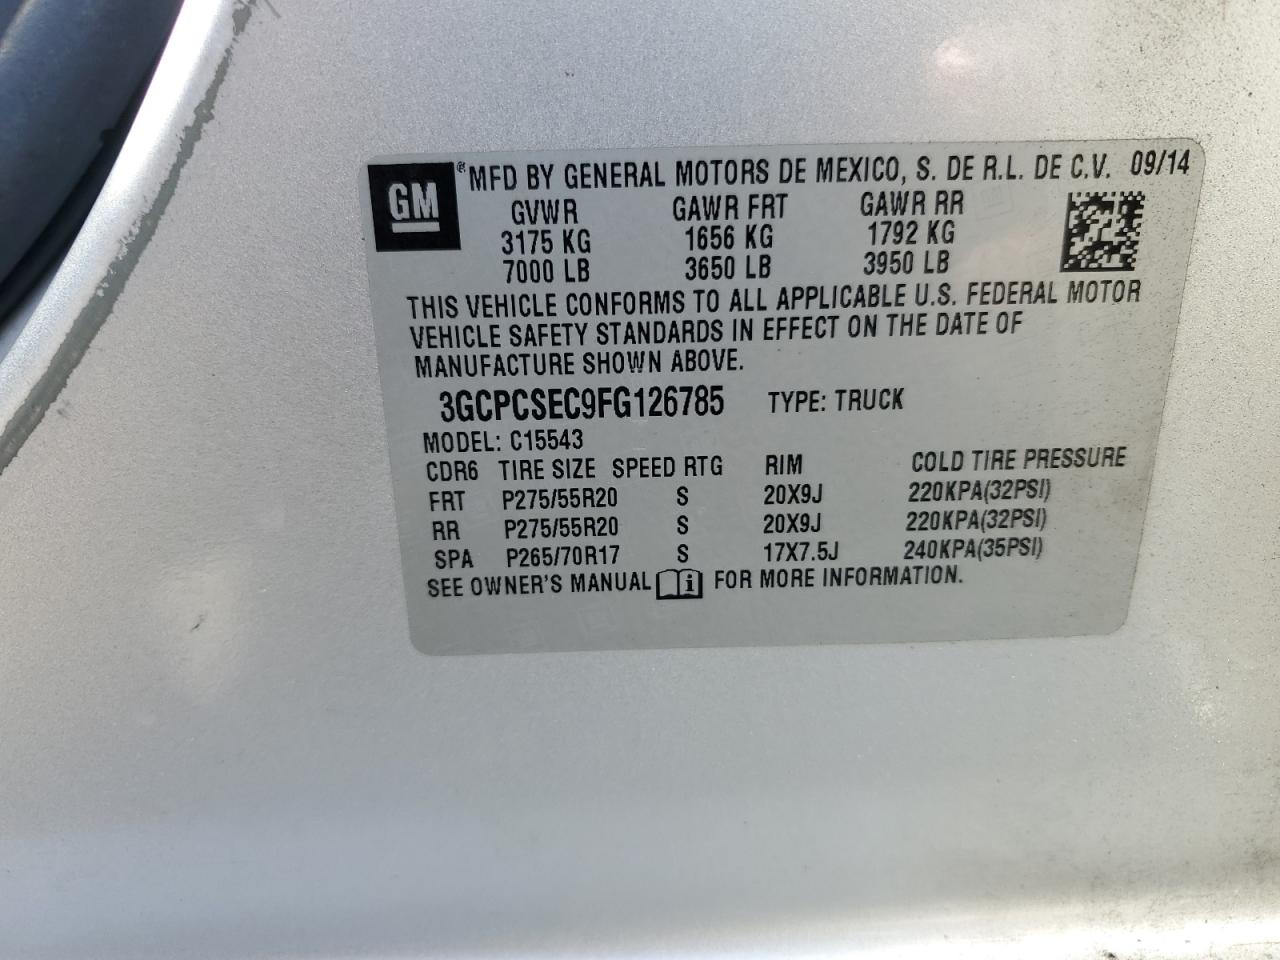 GM ® MFD BY GENERAL MOTORS DE MEXICO, S. DE R.L. DE C.V. 09/14
GVWR GAWR FRT GAWR RR
3175 KG 1656 KG 1792 KG
7000 LB 3650 LB 3950 LB
THIS VEHICLE CONFORMS TO ALL APPLICABLE U.S. FEDERAL MOTOR
VEHICLE SAFETY STANDARDS IN EFFECT ON THE DATE OF
MANUFACTURE SHOWN ABOVE.
3GCPCSEC9FG126785 TYPE: TRUCK
MODEL: C15543
CDR6 TIRE SIZE SPEED RTG RIM COLD TIRE PRESSURE
FRT P275/55R20 S 20X9J 220KPA(32PSI)
RR P275/55R20 S 20X9J 220KPA(32PSI)
SPA P265/70R17 S 17X7.5J 240KPA(35PSI)
SEE OWNER'S MANUAL i FOR MORE INFORMATION.